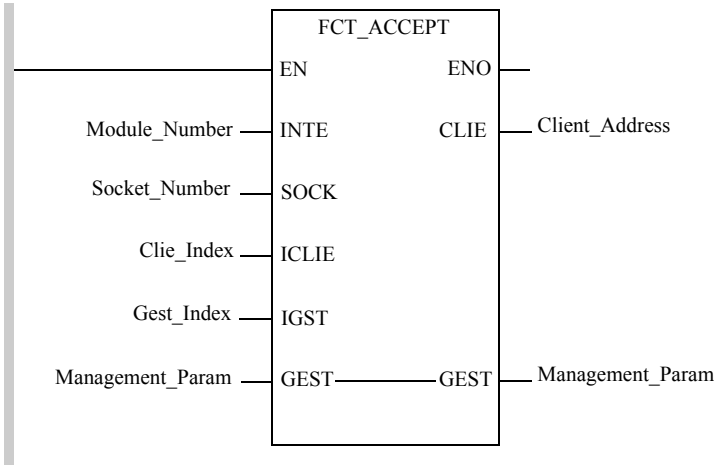 FCT_ACCEPT
EN ENO
Module_Number INTE CLIE Client_Address
Socket_Number SOCK
Clie_Index ICLIE
Gest_Index IGST
Management_Param GEST GEST Management_Param